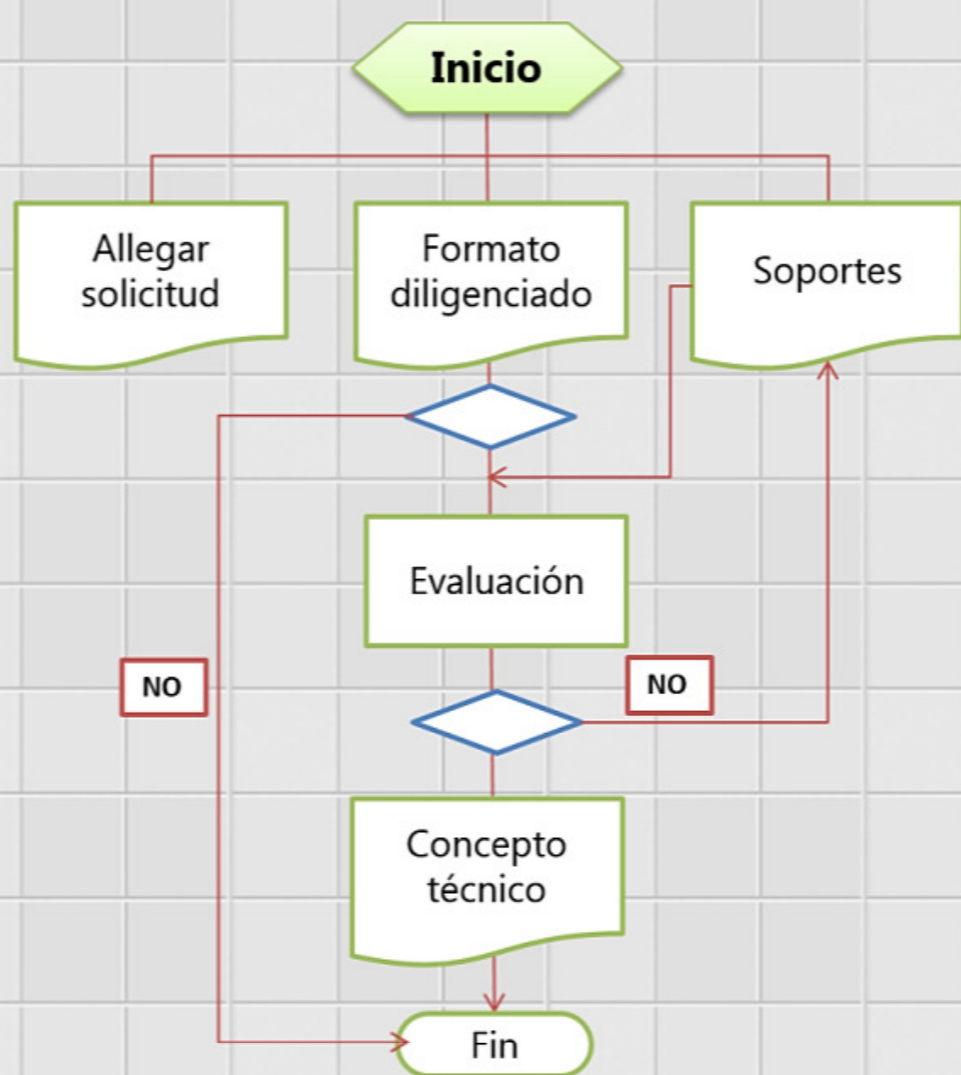 Inicio
Allegar
solicitud
Formato
diligenciado
Soportes
Evaluación
NO
NO
Concepto
técnico
Fin